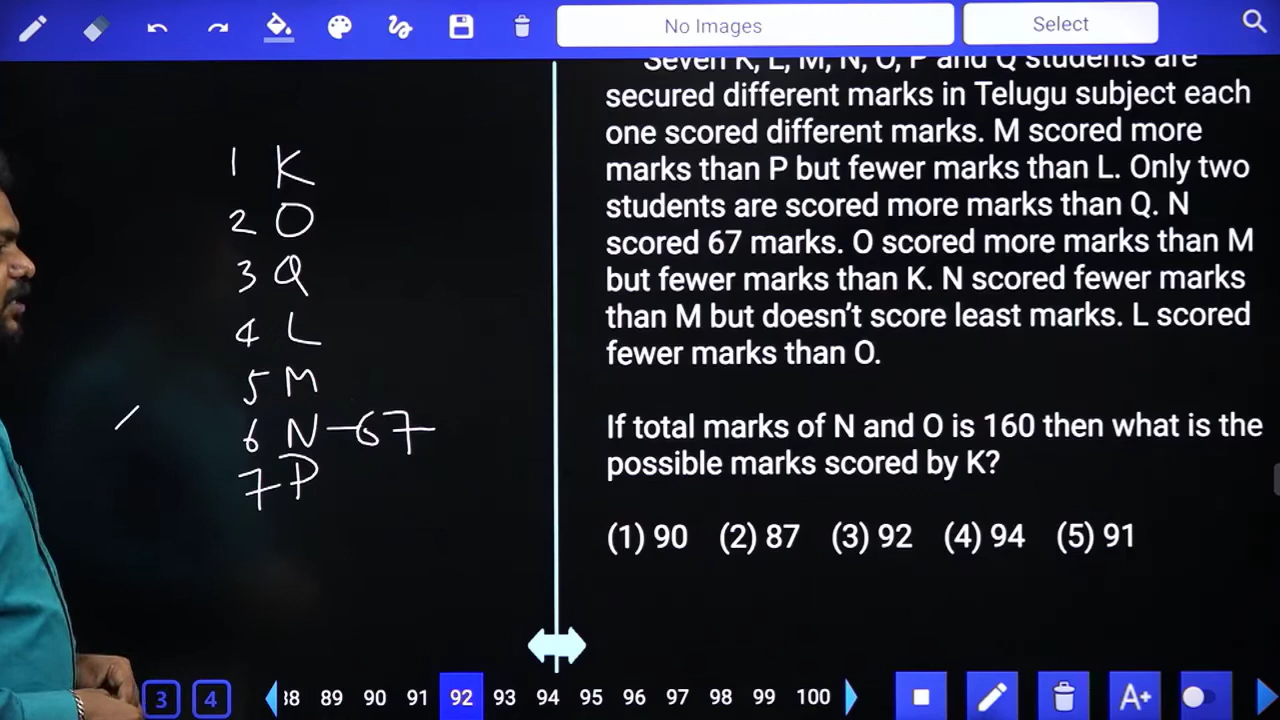 No Images
Select
Seven K, L, M, N, O, P and Q students are
secured different marks in Telugu subject each
one scored different marks. M scored more
marks than P but fewer marks than L. Only two
students are scored more marks than Q. N
scored 67 marks. O scored more marks than M
but fewer marks than K. N scored fewer marks
than M but doesn't score least marks. L scored
fewer marks than O.
If total marks of N and O is 160 then what is the
possible marks scored by K?
(1) 90 (2) 87 (3) 92 (4) 94 (5) 91
1 K
2 O
3 Q
4 L
5 M
6 N - 67
7 P
3 4 88 89 90 91 92 93 94 95 96 97 98 99 100 A+